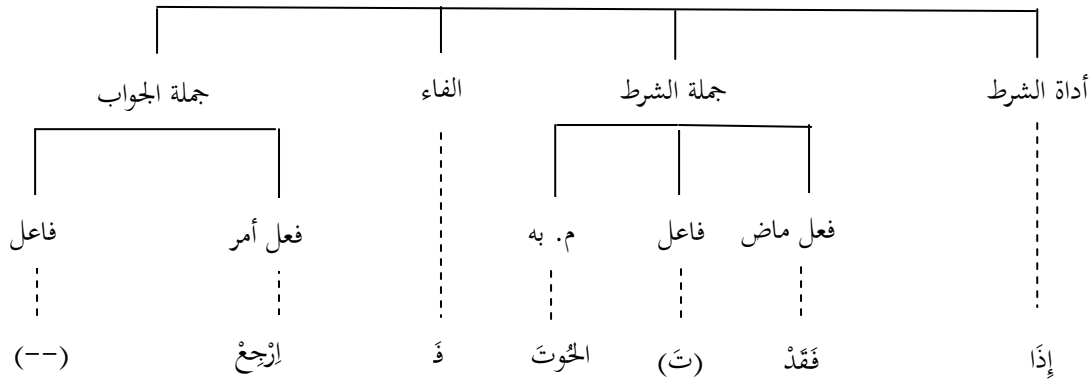 أداة الشرط جملة الشرط الفاء جملة الجواب
فعل ماض فاعل م. به فعل أمر فاعل
إِذَا فَقَدْ (تَ) الحُوتَ فَ اِرْجِعْ (--)